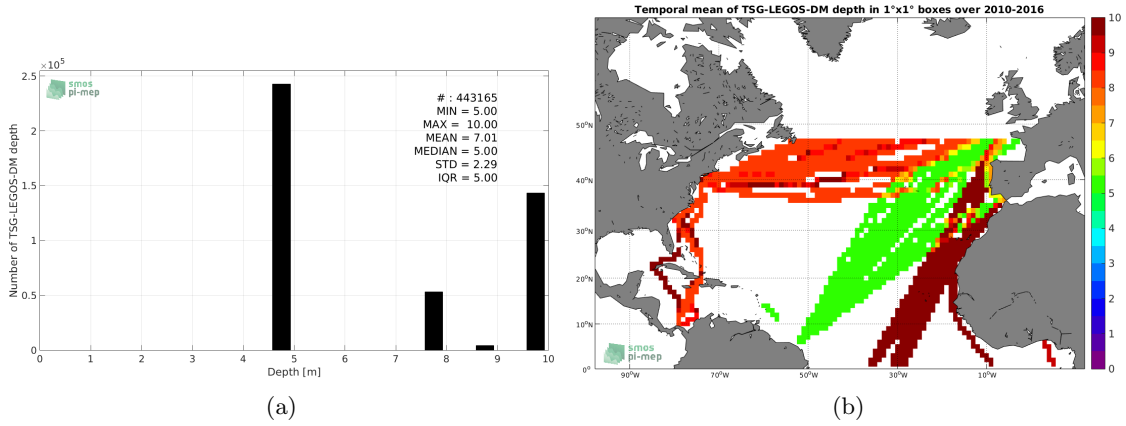 ×10⁵
smos
pi-mep
# : 443165
MIN = 5.00
MAX = 10.00
MEAN = 7.01
MEDIAN = 5.00
STD = 2.29
IQR = 5.00
Number of TSG-LEGOS-DM depth
2.5
2
1.5
1
0.5
0
0 1 2 3 4 5 6 7 8 9 10
Depth [m]
(a)
Temporal mean of TSG-LEGOS-DM depth in 1°x1° boxes over 2010-2016
50°N
40°N
30°N
20°N
10°N
0°
90°W 70°W 50°W 30°W 10°W
smos
pi-mep
10
9
8
7
6
5
4
3
2
1
0
(b)